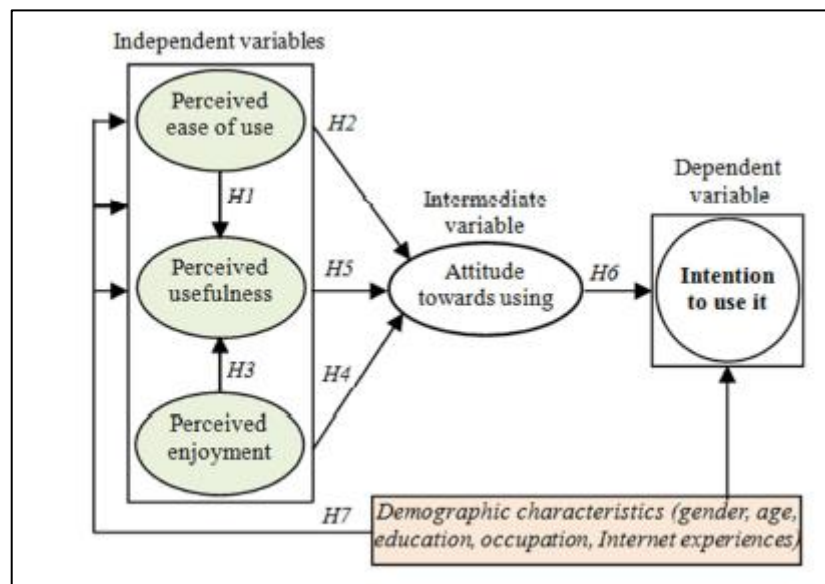 Independent variables
Perceived
ease of use
H2
H1
Perceived
usefulness
H5
H3
H4
Perceived
enjoyment
Intermediate
variable
Attitude
towards using
H6
Dependent
variable
Intention
to use it
H7
Demographic characteristics (gender, age,
education, occupation, Internet experiences)